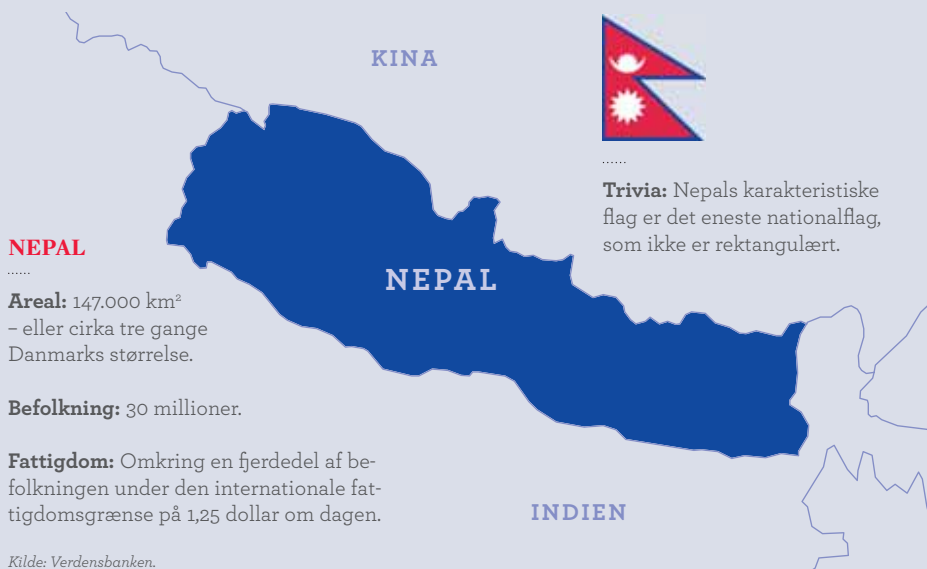 KINA
......
Trivia: Nepals karakteristiske
flag er det eneste nationalflag,
som ikke er rektangulært.
NEPAL
NEPAL
......
Areal: 147.000 km²
– eller cirka tre gange
Danmarks størrelse.
Befolkning: 30 millioner.
Fattigdom: Omkring en fjerdedel af be-
folkningen under den internationale fat-
tigdomsgrænse på 1,25 dollar om dagen.
INDIEN
Kilde: Verdensbanken.